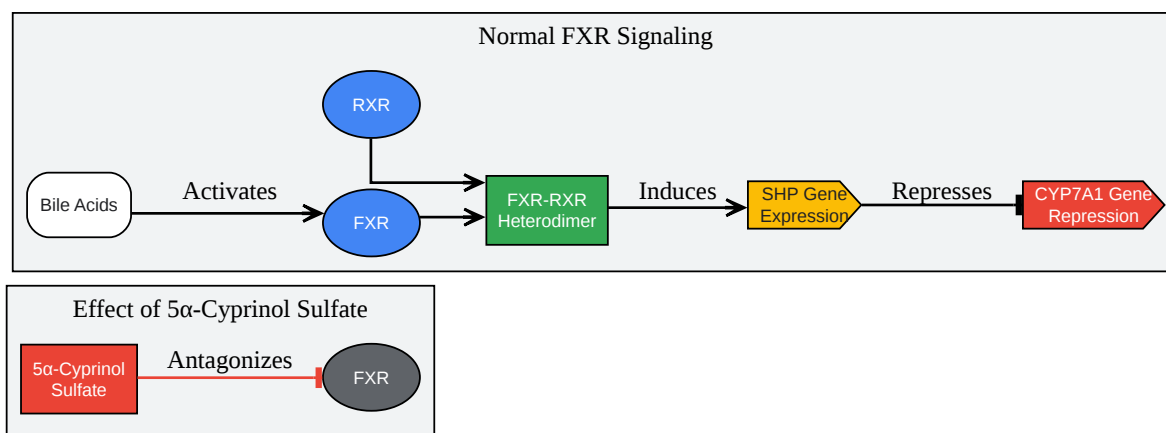 Normal FXR Signaling
RXR
Bile Acids
Activates
FXR
FXR-RXR
Heterodimer
Induces
SHP Gene
Expression
Represses
CYP7A1 Gene
Repression
Effect of 5α-Cyprinol Sulfate
5α-Cyprinol
Sulfate
Antagonizes
FXR